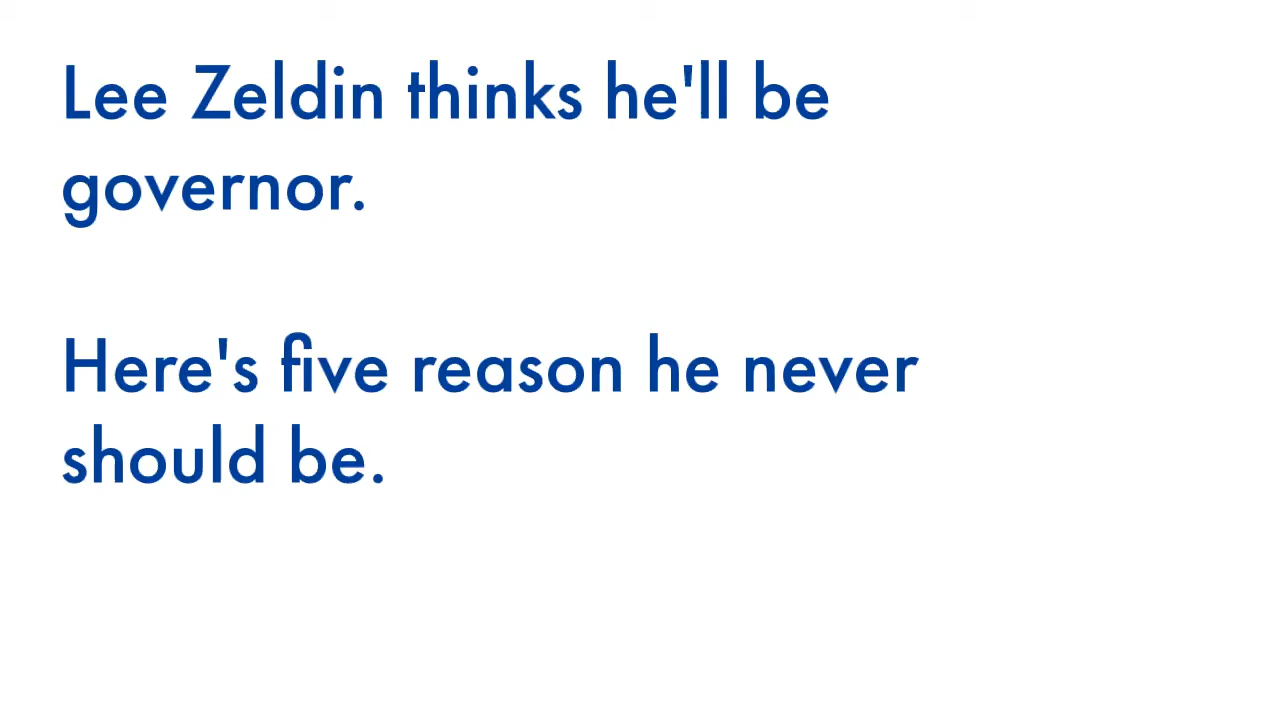 Lee Zeldin thinks he'll be
governor.
Here's five reason he never
should be.